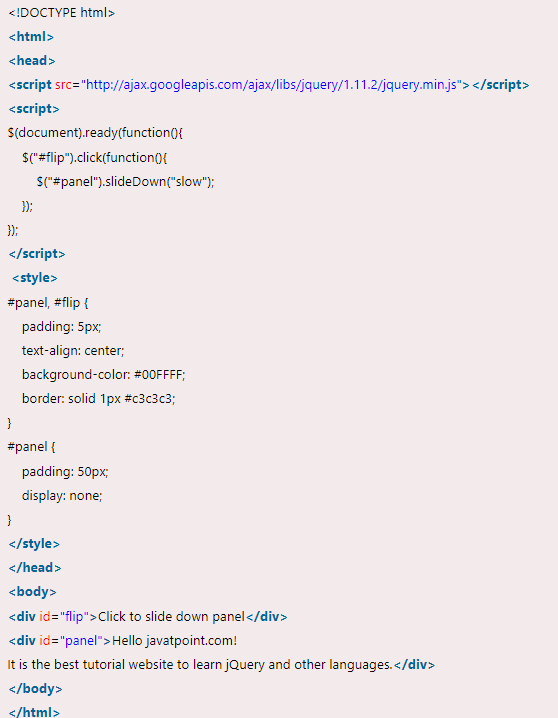 <!DOCTYPE html>
<html>
<head>
<script src="http://ajax.googleapis.com/ajax/libs/jquery/1.11.2/jquery.min.js"></script>
<script>
$(document).ready(function(){
    $("#flip").click(function(){
        $("#panel").slideDown("slow");
    });
});
</script>
 <style>
#panel, #flip {
    padding: 5px;
    text-align: center;
    background-color: #00FFFF;
    border: solid 1px #c3c3c3;
}
#panel {
    padding: 50px;
    display: none;
}
</style>
</head>
<body>
<div id="flip">Click to slide down panel</div>
<div id="panel">Hello javatpoint.com!
It is the best tutorial website to learn jQuery and other languages.</div>
</body>
</html>